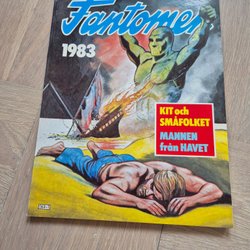 Fantomen
1983
KIT och
SMÅFOLKET
MANNEN
från HAVET